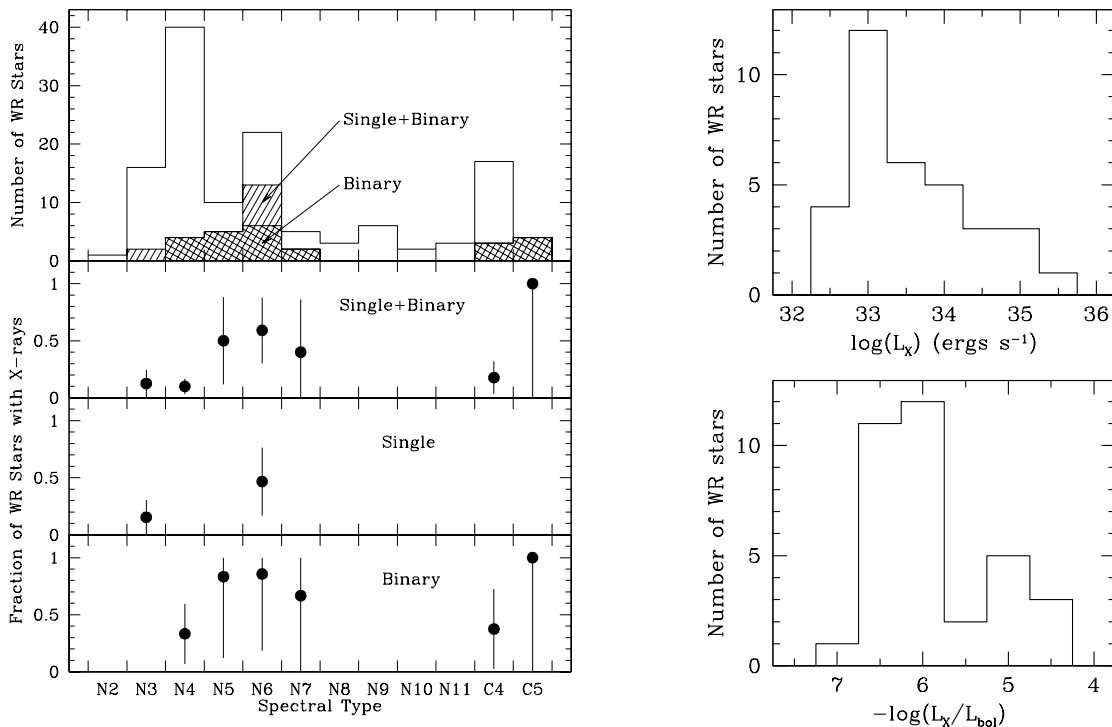 40
30
20
10
0
Number of WR Stars
Single+Binary
Binary
1
0.5
0
Single+Binary
1
0.5
0
Single
1
0.5
0
Binary
Fraction of WR Stars with X-rays
N2 N3 N4 N5 N6 N7 N8 N9 N10 N11 C4 C5
Spectral Type
10
5
0
Number of WR stars
32 33 34 35 36
log(L_X) (ergs s⁻¹)
10
5
0
Number of WR stars
7 6 5 4
−log(L_X/L_bol)